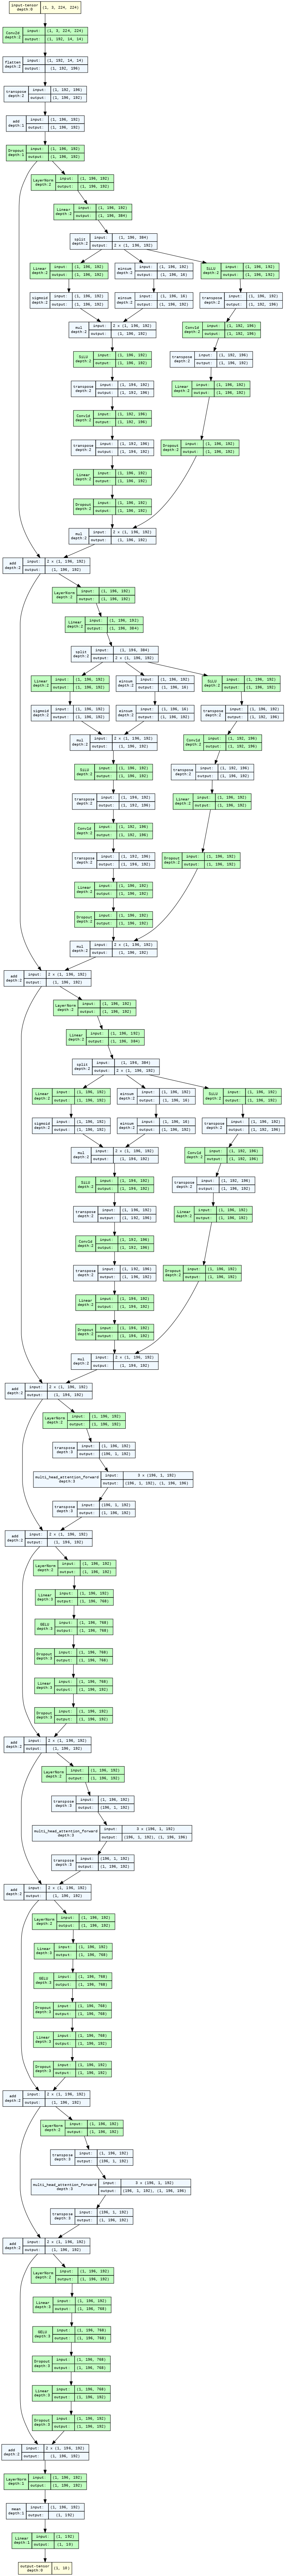 input-tensor
depth:0
(1, 3, 224, 224)
Conv2d
depth:2
input: (1, 3, 224, 224)
output: (1, 192, 14, 14)
flatten
depth:2
input: (1, 192, 14, 14)
output: (1, 192, 196)
transpose
depth:2
input: (1, 192, 196)
output: (1, 196, 192)
add
depth:1
input: (1, 196, 192)
output: (1, 196, 192)
Dropout
depth:1
input: (1, 196, 192)
output: (1, 196, 192)
LayerNorm
depth:2
input: (1, 196, 192)
output: (1, 196, 192)
Linear
depth:2
input: (1, 196, 192)
output: (1, 196, 384)
split
depth:2
input: (1, 196, 384)
output: 2 x (1, 196, 192)
Linear
depth:2
input: (1, 196, 192)
output: (1, 196, 192)
einsum
depth:2
input: (1, 196, 192)
output: (1, 196, 16)
SiLU
depth:2
input: (1, 196, 192)
output: (1, 196, 192)
sigmoid
depth:2
input: (1, 196, 192)
output: (1, 196, 192)
einsum
depth:2
input: (1, 196, 16)
output: (1, 196, 192)
transpose
depth:2
input: (1, 196, 192)
output: (1, 192, 196)
mul
depth:2
input: 2 x (1, 196, 192)
output: (1, 196, 192)
Conv1d
depth:2
input: (1, 192, 196)
output: (1, 192, 196)
SiLU
depth:2
input: (1, 196, 192)
output: (1, 196, 192)
transpose
depth:2
input: (1, 192, 196)
output: (1, 196, 192)
transpose
depth:2
input: (1, 196, 192)
output: (1, 192, 196)
Linear
depth:2
input: (1, 196, 192)
output: (1, 196, 192)
Conv1d
depth:2
input: (1, 192, 196)
output: (1, 192, 196)
transpose
depth:2
input: (1, 192, 196)
output: (1, 196, 192)
Dropout
depth:2
input: (1, 196, 192)
output: (1, 196, 192)
Linear
depth:2
input: (1, 196, 192)
output: (1, 196, 192)
Dropout
depth:2
input: (1, 196, 192)
output: (1, 196, 192)
mul
depth:2
input: 2 x (1, 196, 192)
output: (1, 196, 192)
add
depth:2
input: 2 x (1, 196, 192)
output: (1, 196, 192)
LayerNorm
depth:2
input: (1, 196, 192)
output: (1, 196, 192)
Linear
depth:2
input: (1, 196, 192)
output: (1, 196, 384)
split
depth:2
input: (1, 196, 384)
output: 2 x (1, 196, 192)
Linear
depth:2
input: (1, 196, 192)
output: (1, 196, 192)
einsum
depth:2
input: (1, 196, 192)
output: (1, 196, 16)
SiLU
depth:2
input: (1, 196, 192)
output: (1, 196, 192)
sigmoid
depth:2
input: (1, 196, 192)
output: (1, 196, 192)
einsum
depth:2
input: (1, 196, 16)
output: (1, 196, 192)
transpose
depth:2
input: (1, 196, 192)
output: (1, 192, 196)
mul
depth:2
input: 2 x (1, 196, 192)
output: (1, 196, 192)
Conv1d
depth:2
input: (1, 192, 196)
output: (1, 192, 196)
SiLU
depth:2
input: (1, 196, 192)
output: (1, 196, 192)
transpose
depth:2
input: (1, 192, 196)
output: (1, 196, 192)
transpose
depth:2
input: (1, 196, 192)
output: (1, 192, 196)
Linear
depth:2
input: (1, 196, 192)
output: (1, 196, 192)
Conv1d
depth:2
input: (1, 192, 196)
output: (1, 192, 196)
transpose
depth:2
input: (1, 192, 196)
output: (1, 196, 192)
Dropout
depth:2
input: (1, 196, 192)
output: (1, 196, 192)
Linear
depth:2
input: (1, 196, 192)
output: (1, 196, 192)
Dropout
depth:2
input: (1, 196, 192)
output: (1, 196, 192)
mul
depth:2
input: 2 x (1, 196, 192)
output: (1, 196, 192)
add
depth:2
input: 2 x (1, 196, 192)
output: (1, 196, 192)
LayerNorm
depth:2
input: (1, 196, 192)
output: (1, 196, 192)
Linear
depth:2
input: (1, 196, 192)
output: (1, 196, 384)
split
depth:2
input: (1, 196, 384)
output: 2 x (1, 196, 192)
Linear
depth:2
input: (1, 196, 192)
output: (1, 196, 192)
einsum
depth:2
input: (1, 196, 192)
output: (1, 196, 16)
SiLU
depth:2
input: (1, 196, 192)
output: (1, 196, 192)
sigmoid
depth:2
input: (1, 196, 192)
output: (1, 196, 192)
einsum
depth:2
input: (1, 196, 16)
output: (1, 196, 192)
transpose
depth:2
input: (1, 196, 192)
output: (1, 192, 196)
mul
depth:2
input: 2 x (1, 196, 192)
output: (1, 196, 192)
Conv1d
depth:2
input: (1, 192, 196)
output: (1, 192, 196)
SiLU
depth:2
input: (1, 196, 192)
output: (1, 196, 192)
transpose
depth:2
input: (1, 192, 196)
output: (1, 196, 192)
transpose
depth:2
input: (1, 196, 192)
output: (1, 192, 196)
Linear
depth:2
input: (1, 196, 192)
output: (1, 196, 192)
Conv1d
depth:2
input: (1, 192, 196)
output: (1, 192, 196)
transpose
depth:2
input: (1, 192, 196)
output: (1, 196, 192)
Dropout
depth:2
input: (1, 196, 192)
output: (1, 196, 192)
Linear
depth:2
input: (1, 196, 192)
output: (1, 196, 192)
Dropout
depth:2
input: (1, 196, 192)
output: (1, 196, 192)
mul
depth:2
input: 2 x (1, 196, 192)
output: (1, 196, 192)
add
depth:2
input: 2 x (1, 196, 192)
output: (1, 196, 192)
LayerNorm
depth:2
input: (1, 196, 192)
output: (1, 196, 192)
transpose
depth:3
input: (1, 196, 192)
output: (196, 1, 192)
multi_head_attention_forward
depth:3
input: 3 x (196, 1, 192)
output: (196, 1, 192), (1, 196, 196)
transpose
depth:3
input: (196, 1, 192)
output: (1, 196, 192)
add
depth:2
input: 2 x (1, 196, 192)
output: (1, 196, 192)
LayerNorm
depth:2
input: (1, 196, 192)
output: (1, 196, 192)
Linear
depth:3
input: (1, 196, 192)
output: (1, 196, 768)
GELU
depth:3
input: (1, 196, 768)
output: (1, 196, 768)
Dropout
depth:3
input: (1, 196, 768)
output: (1, 196, 768)
Linear
depth:3
input: (1, 196, 768)
output: (1, 196, 192)
Dropout
depth:3
input: (1, 196, 192)
output: (1, 196, 192)
add
depth:2
input: 2 x (1, 196, 192)
output: (1, 196, 192)
LayerNorm
depth:2
input: (1, 196, 192)
output: (1, 196, 192)
transpose
depth:3
input: (1, 196, 192)
output: (196, 1, 192)
multi_head_attention_forward
depth:3
input: 3 x (196, 1, 192)
output: (196, 1, 192), (1, 196, 196)
transpose
depth:3
input: (196, 1, 192)
output: (1, 196, 192)
add
depth:2
input: 2 x (1, 196, 192)
output: (1, 196, 192)
LayerNorm
depth:2
input: (1, 196, 192)
output: (1, 196, 192)
Linear
depth:3
input: (1, 196, 192)
output: (1, 196, 768)
GELU
depth:3
input: (1, 196, 768)
output: (1, 196, 768)
Dropout
depth:3
input: (1, 196, 768)
output: (1, 196, 768)
Linear
depth:3
input: (1, 196, 768)
output: (1, 196, 192)
Dropout
depth:3
input: (1, 196, 192)
output: (1, 196, 192)
add
depth:2
input: 2 x (1, 196, 192)
output: (1, 196, 192)
LayerNorm
depth:2
input: (1, 196, 192)
output: (1, 196, 192)
transpose
depth:3
input: (1, 196, 192)
output: (196, 1, 192)
multi_head_attention_forward
depth:3
input: 3 x (196, 1, 192)
output: (196, 1, 192), (1, 196, 196)
transpose
depth:3
input: (196, 1, 192)
output: (1, 196, 192)
add
depth:2
input: 2 x (1, 196, 192)
output: (1, 196, 192)
LayerNorm
depth:2
input: (1, 196, 192)
output: (1, 196, 192)
Linear
depth:3
input: (1, 196, 192)
output: (1, 196, 768)
GELU
depth:3
input: (1, 196, 768)
output: (1, 196, 768)
Dropout
depth:3
input: (1, 196, 768)
output: (1, 196, 768)
Linear
depth:3
input: (1, 196, 768)
output: (1, 196, 192)
Dropout
depth:3
input: (1, 196, 192)
output: (1, 196, 192)
add
depth:2
input: 2 x (1, 196, 192)
output: (1, 196, 192)
LayerNorm
depth:1
input: (1, 196, 192)
output: (1, 196, 192)
mean
depth:1
input: (1, 196, 192)
output: (1, 192)
Linear
depth:1
input: (1, 192)
output: (1, 10)
output-tensor
depth:0
(1, 10)